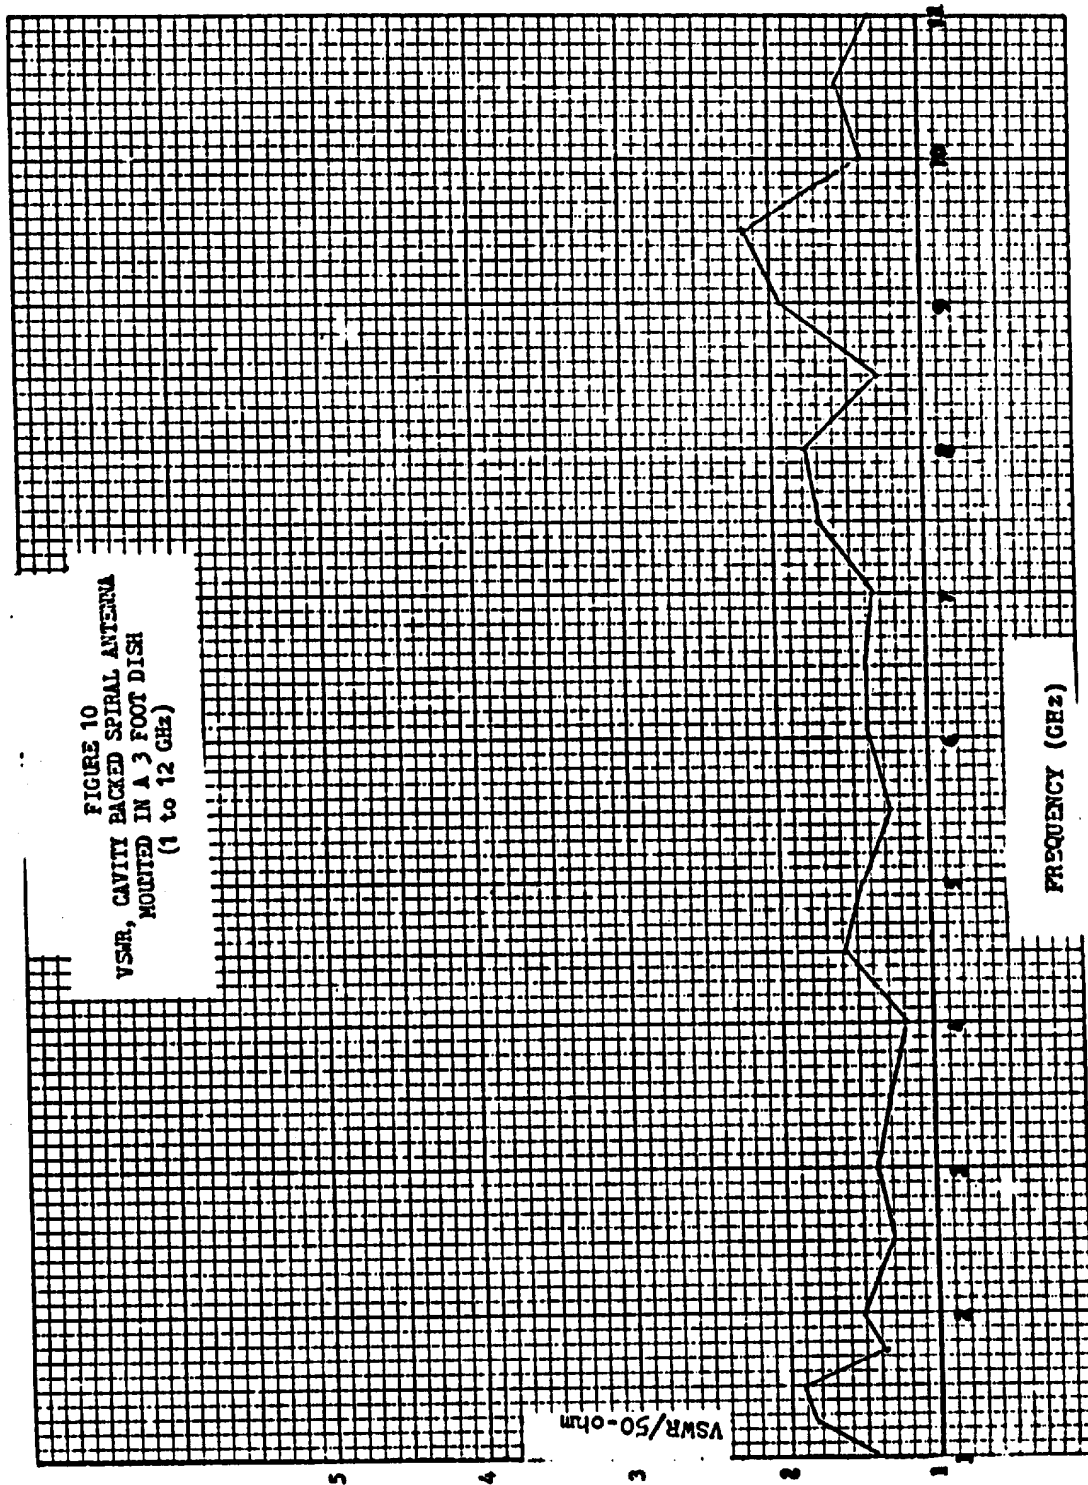 FIGURE 10
VSWR, CAVITY BACKED SPIRAL ANTENNA
MOUNTED IN A 3 FOOT DISH
(1 to 12 GHz)
VSWR/50-ohm
5
4
3
2
1
1
2
3
4
5
6
7
8
9
10
12
FREQUENCY (GHz)